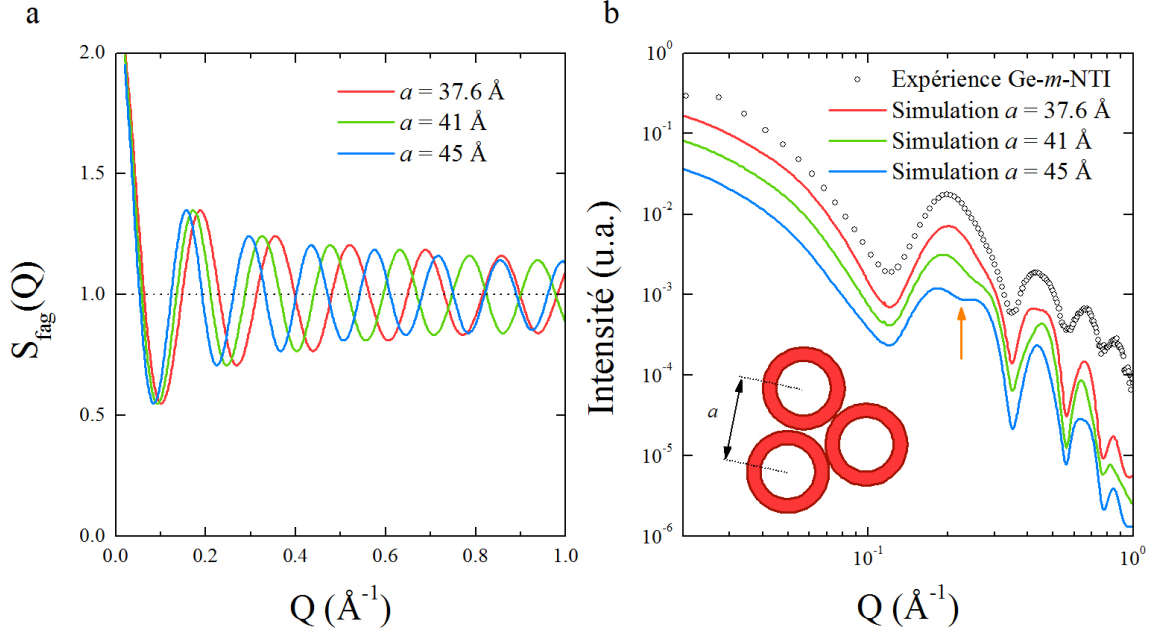 a
2.0
1.5
1.0
0.5
0.0
0.0 0.2 0.4 0.6 0.8 1.0
S_fag(Q)
Q (Å⁻¹)
a = 37.6 Å
a = 41 Å
a = 45 Å
b
10⁰
10⁻¹
10⁻²
10⁻³
10⁻⁴
10⁻⁵
10⁻⁶
10⁻¹ 10⁰
Intensité (u.a.)
Q (Å⁻¹)
Expérience Ge-m-NTI
Simulation a = 37.6 Å
Simulation a = 41 Å
Simulation a = 45 Å
a